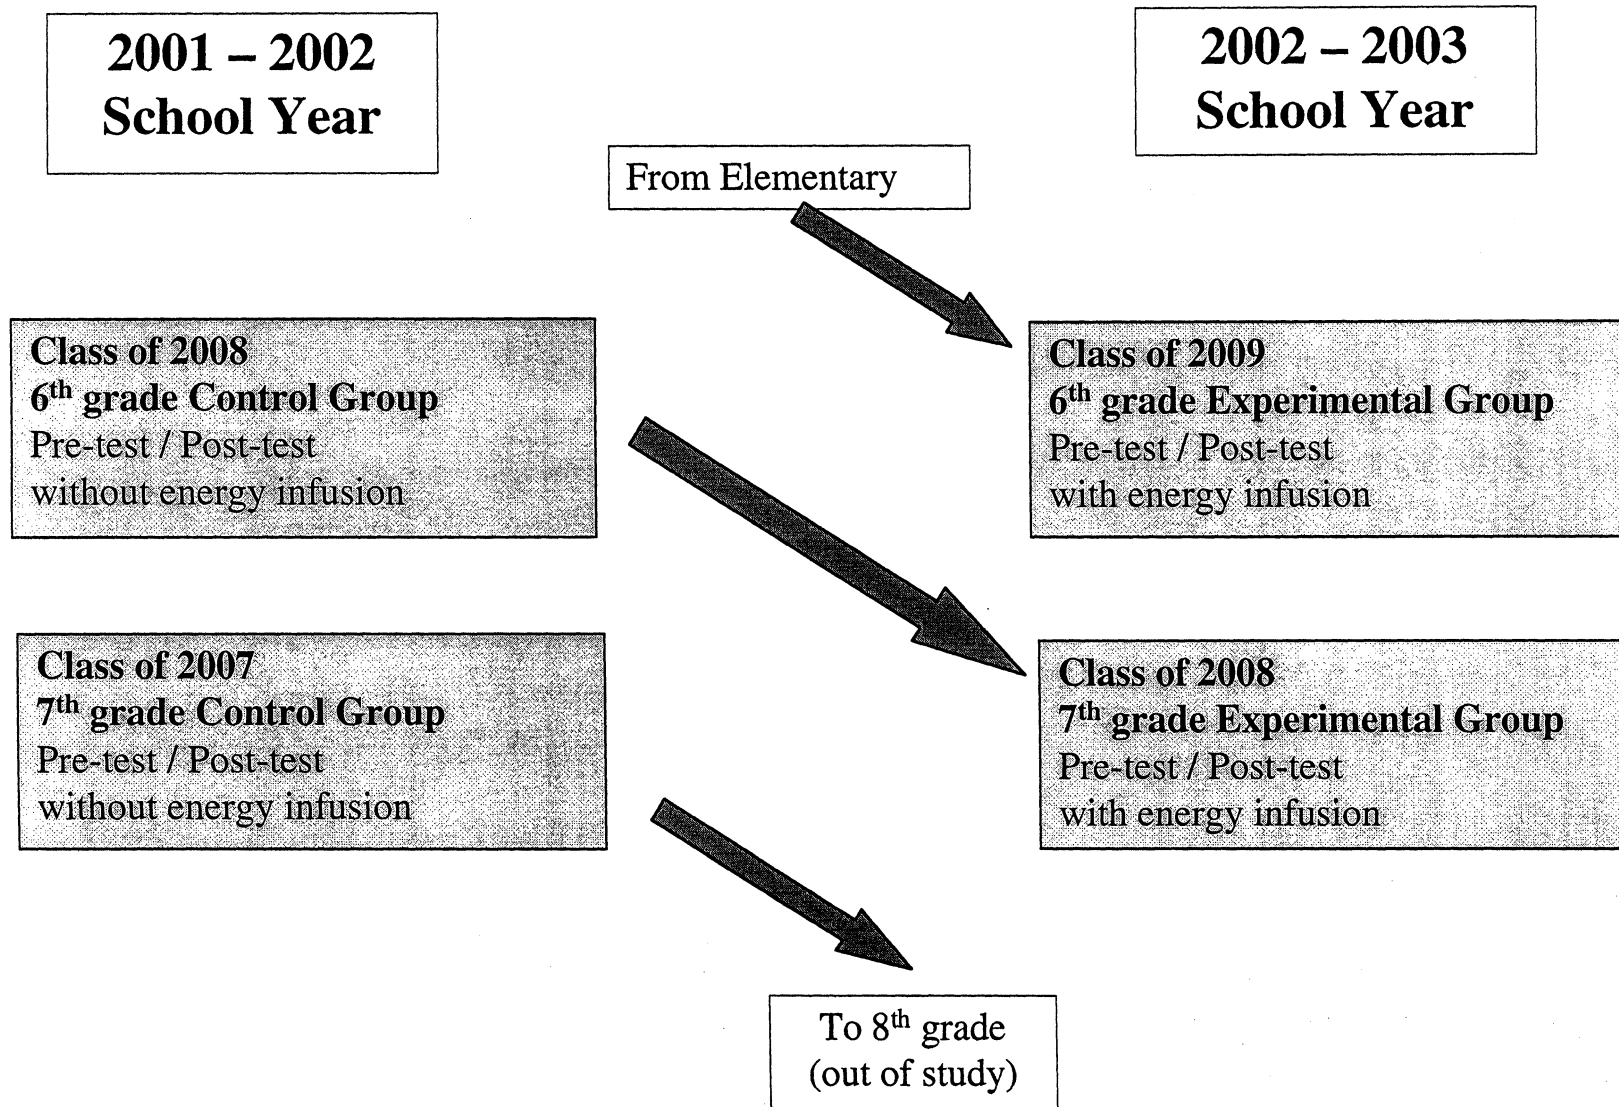 2001 – 2002
School Year
2002 – 2003
School Year
From Elementary
Class of 2008
6th grade Control Group
Pre-test / Post-test
without energy infusion
Class of 2009
6th grade Experimental Group
Pre-test / Post-test
with energy infusion
Class of 2007
7th grade Control Group
Pre-test / Post-test
without energy infusion
Class of 2008
7th grade Experimental Group
Pre-test / Post-test
with energy infusion
To 8th grade
(out of study)